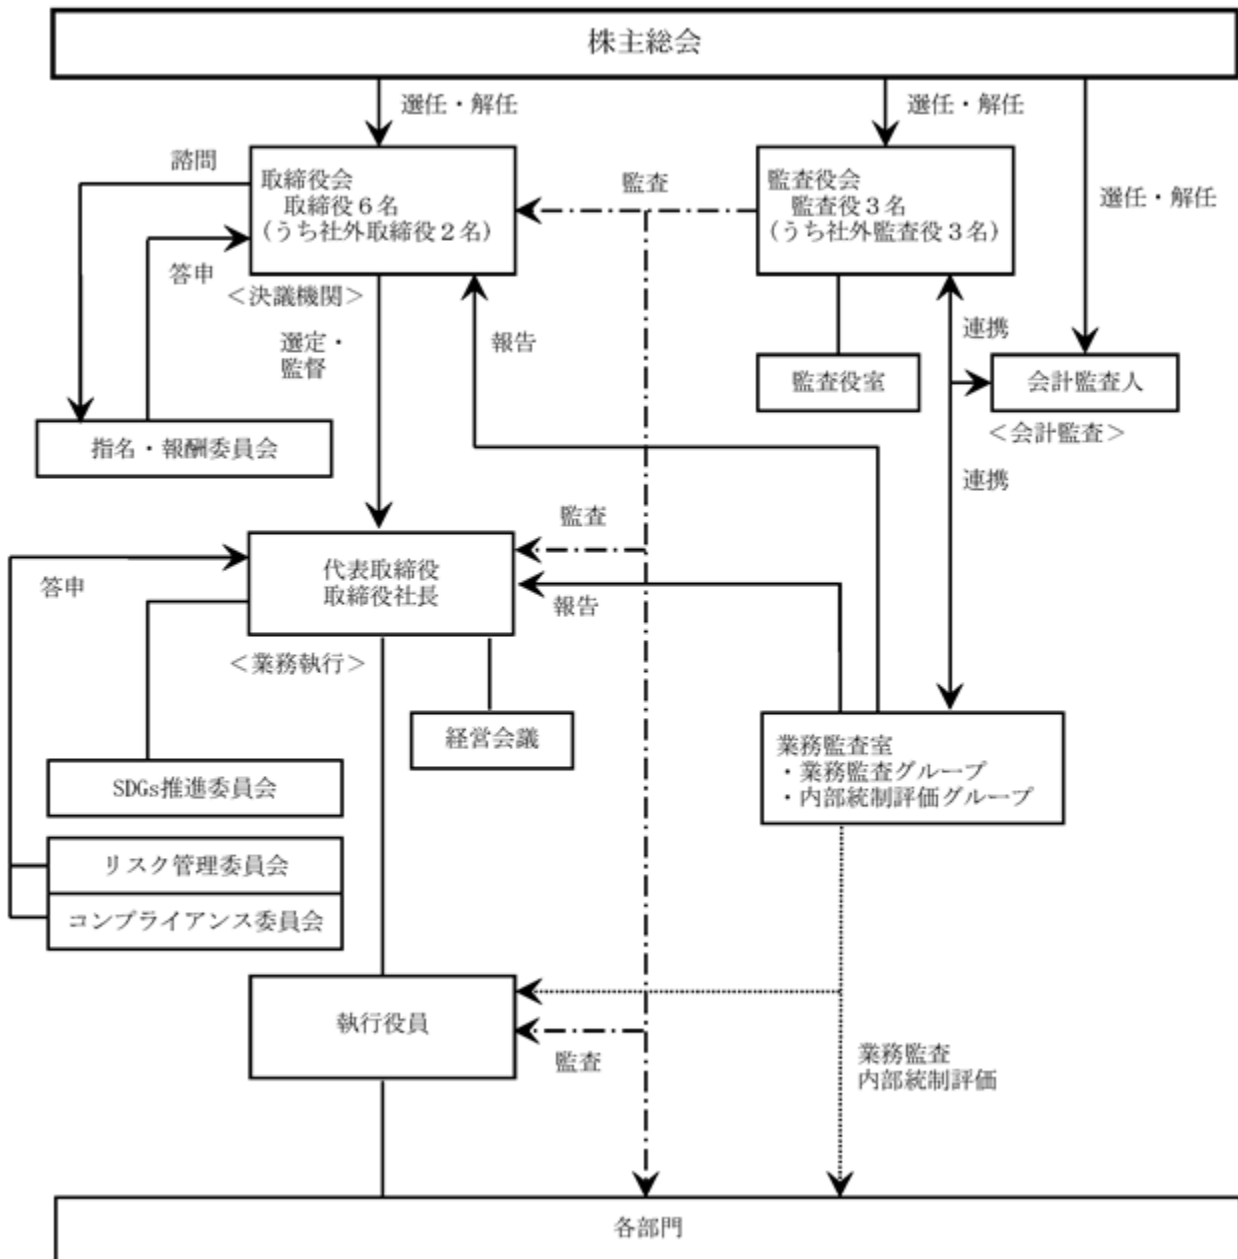 株主総会
選任・解任
選任・解任
諮問
取締役会
取締役6名
(うち社外取締役2名)
監査
監査役会
監査役3名
(うち社外監査役3名)
選任・解任
答申
＜決議機関＞
選定・
監督
報告
連携
監査役室
会計監査人
＜会計監査＞
指名・報酬委員会
連携
監査
答申
代表取締役
取締役社長
報告
＜業務執行＞
経営会議
業務監査室
・業務監査グループ
・内部統制評価グループ
SDGs推進委員会
リスク管理委員会
コンプライアンス委員会
執行役員
監査
業務監査
内部統制評価
各部門